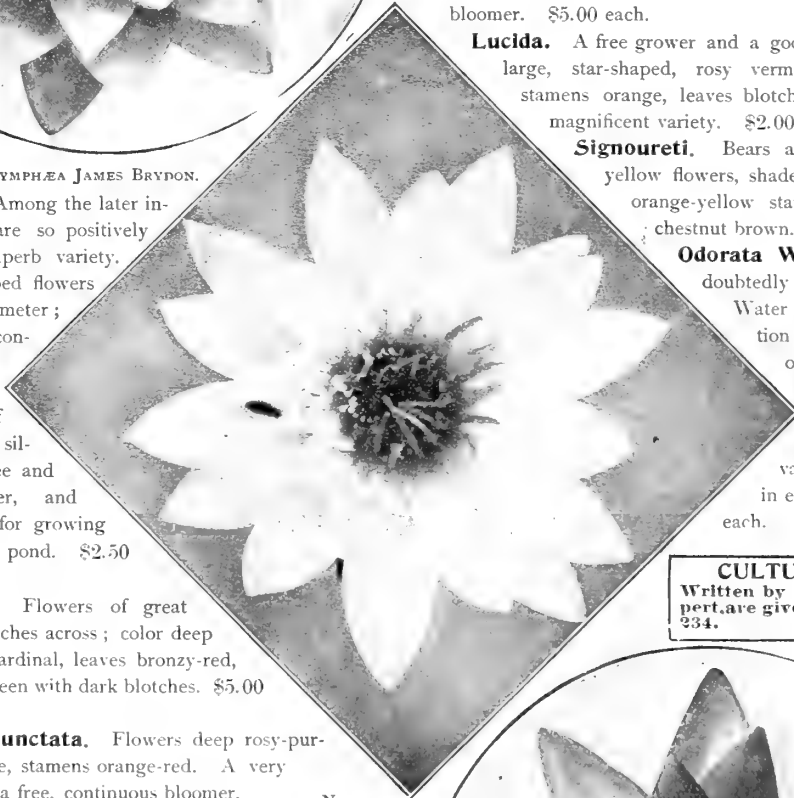 YMPHÆA JAMES BRYDON.
Among the later in-
are so positively
perb variety.
ed flowers
meter;
con-
f
sil-
ee and
er, and
for growing
pond. $2.50
Flowers of great
ches across; color deep
ardinal, leaves bronzy-red,
een with dark blotches. $5.00
unctata. Flowers deep rosy-pur-
e, stamens orange-red. A very
a free, continuous bloomer.
bloomer. $5.00 each.
Lucida. A free grower and a goo
large, star-shaped, rosy verm
stamens orange, leaves blotch
magnificent variety. $2.00
Signoureti. Bears a
yellow flowers, shade
orange-yellow sta
chestnut brown.
Odorata W
doubtedly
Water
tion
o
va
in e
each.
CULTU
Written by
pert, are give
234.
N